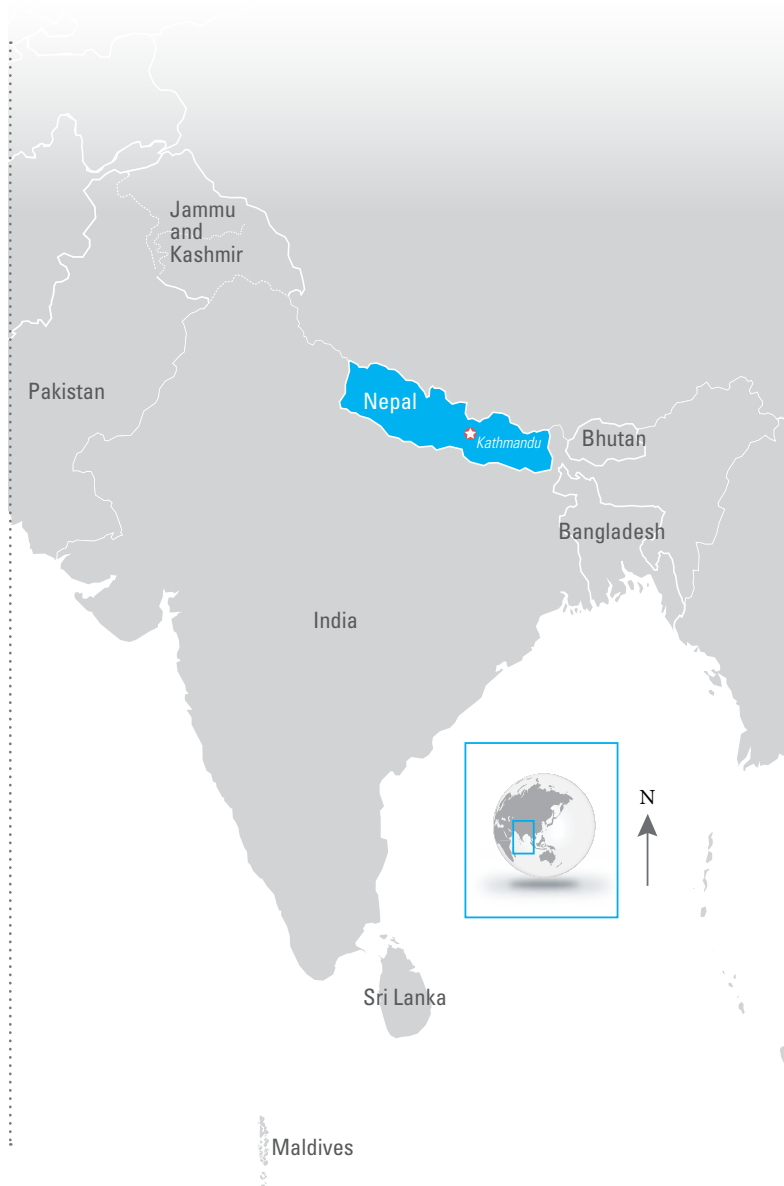 Jammu
and
Kashmir
Pakistan
Nepal
Kathmandu
Bhutan
Bangladesh
India
N
Sri Lanka
Maldives